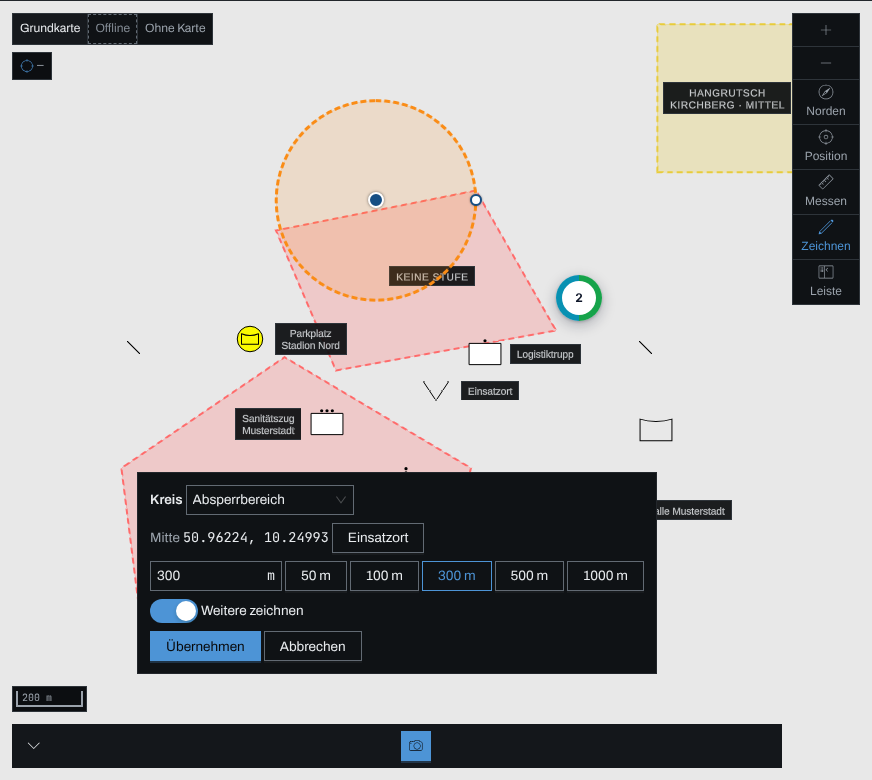 Grundkarte Offline Ohne Karte
HANGRUTSCH
KIRCHBERG - MITTEL
Norden
Position
Messen
Zeichnen
Leiste
KEINE STUFE
2
Parkplatz
Stadion Nord
Logistiktrupp
Einsatzort
Sanitätszug
Musterstadt
alle Musterstadt
Kreis Absperrbereich
Mitte 50.96224, 10.24993 Einsatzort
300 m 50 m 100 m 300 m 500 m 1000 m
Weitere zeichnen
Übernehmen Abbrechen
200 m